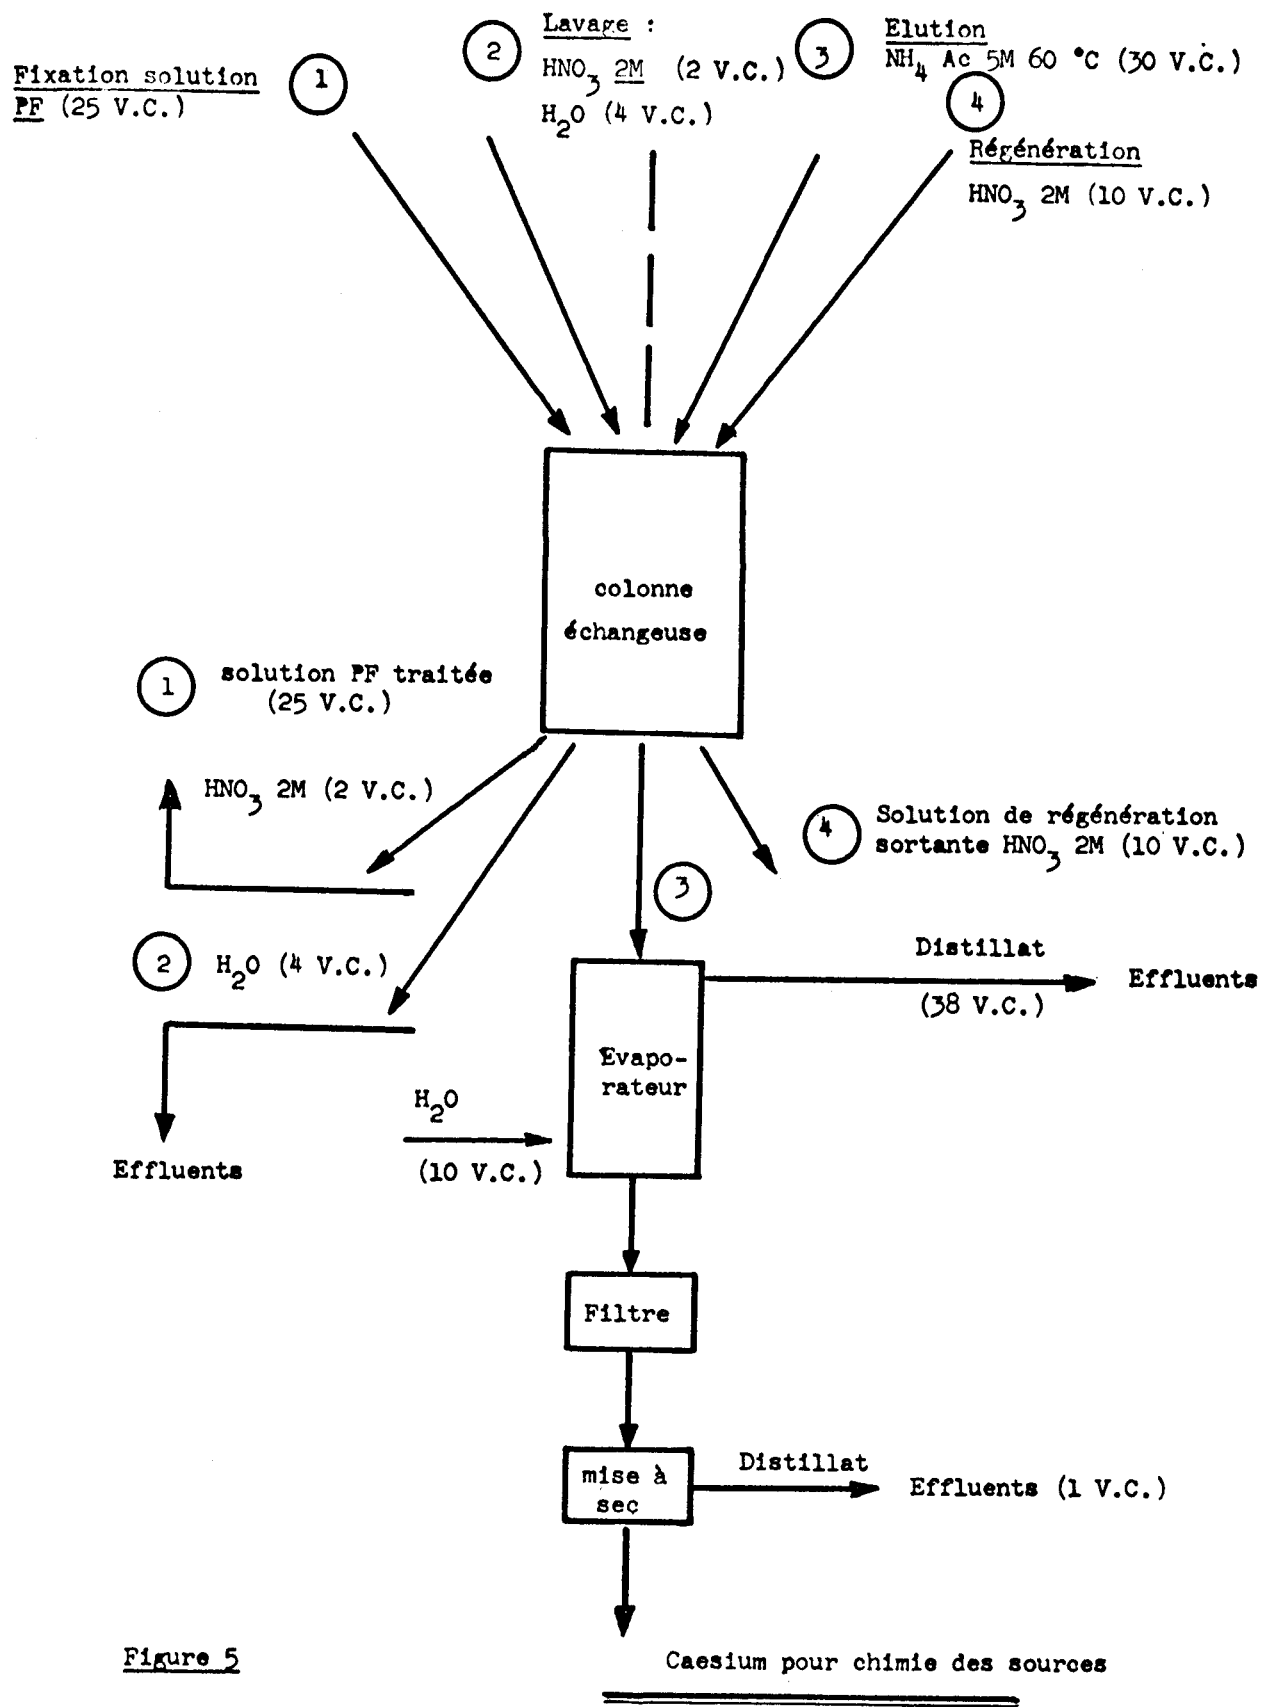 Fixation solution
PF (25 V.C.)
1
2
Lavage :
HNO3 2M (2 V.C.)
H2O (4 V.C.)
3
Elution
NH4 Ac 5M 60 °C (30 V.C.)
4
Régénération
HNO3 2M (10 V.C.)
colonne
échangeuse
1
solution PF traitée
(25 V.C.)
HNO3 2M (2 V.C.)
4
Solution de régénération
sortante HNO3 2M (10 V.C.)
3
2
H2O (4 V.C.)
Effluents
Distillat
(38 V.C.)
Effluents
Evapo-
rateur
H2O
(10 V.C.)
Filtre
mise à
sec
Distillat
Effluents (1 V.C.)
Figure 5
Caesium pour chimie des sources